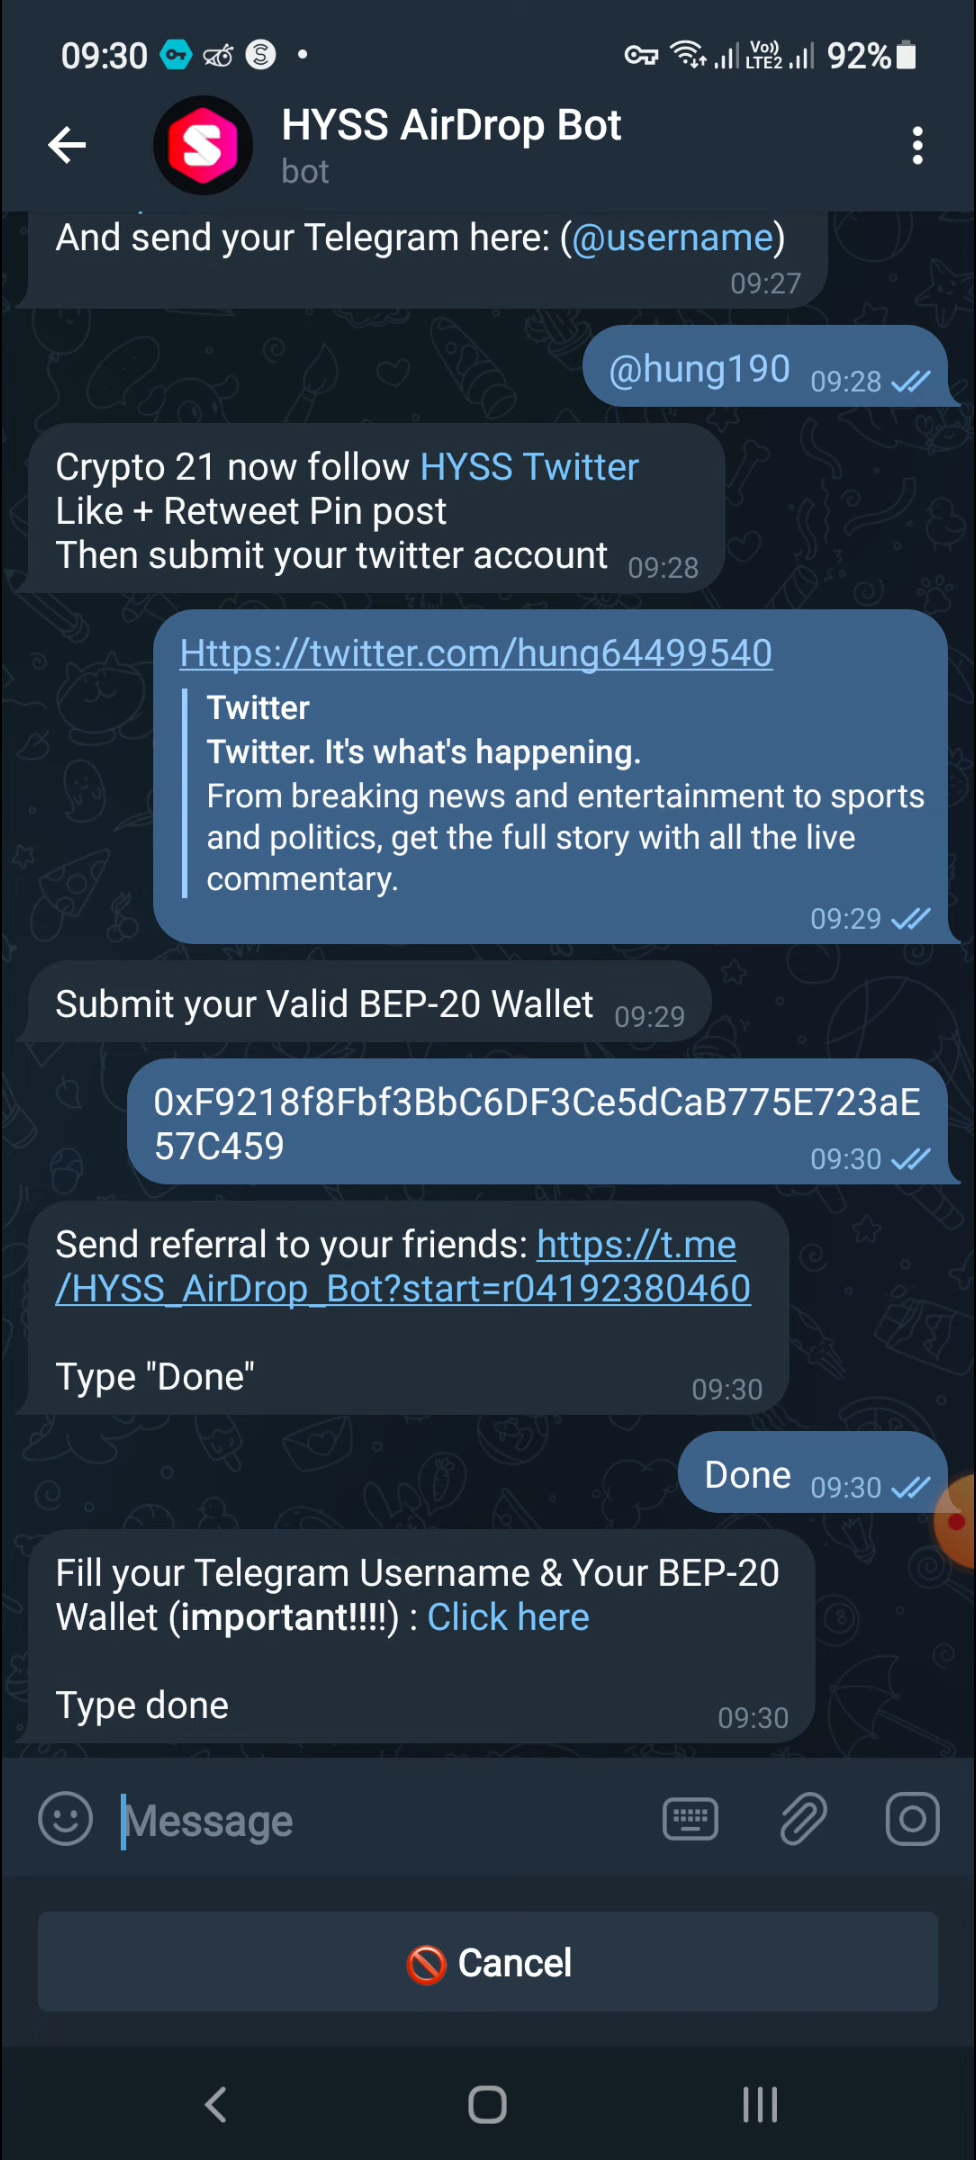 09:30
Vo))
LTE2
92%
HYSS AirDrop Bot
bot
And send your Telegram here: (@username)
09:27
@hung190
09:28
Crypto 21 now follow HYSS Twitter
Like + Retweet Pin post
Then submit your twitter account
09:28
Https://twitter.com/hung64499540
Twitter
Twitter. It's what's happening.
From breaking news and entertainment to sports
and politics, get the full story with all the live
commentary.
09:29
Submit your Valid BEP-20 Wallet
09:29
0xF9218f8Fbf3BbC6DF3Ce5dCaB775E723aE
57C459
09:30
Send referral to your friends: https://t.me
/HYSS_AirDrop_Bot?start=r04192380460
Type "Done"
09:30
Done
09:30
Fill your Telegram Username & Your BEP-20
Wallet (important!!!!) : Click here
Type done
09:30
Message
Cancel